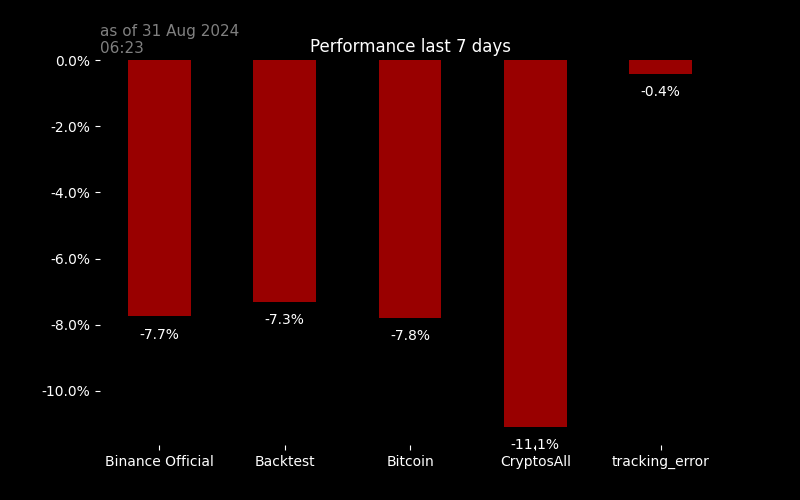 as of 31 Aug 2024
06:23
Performance last 7 days
0.0%
-2.0%
-4.0%
-6.0%
-8.0%
-10.0%
-7.7%
-7.3%
-7.8%
-11.1%
-0.4%
Binance Official
Backtest
Bitcoin
CryptosAll
tracking_error